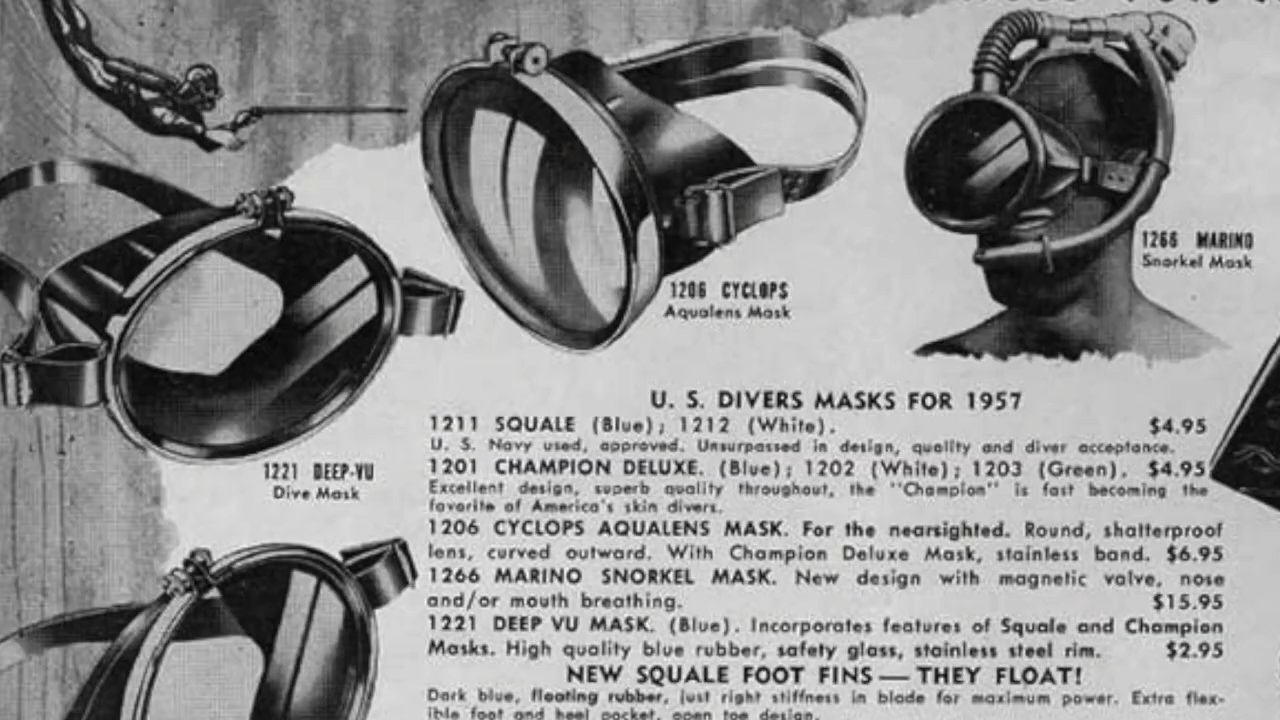 1266 MARINO
Snorkel Mask
1206 CYCLOPS
Aqualens Mask
1221 DEEP-VU
Dive Mask
U. S. DIVERS MASKS FOR 1957
1211 SQUALE (Blue); 1212 (White). $4.95
U. S. Navy used, approved. Unsurpassed in design, quality and diver acceptance.
1201 CHAMPION DELUXE. (Blue); 1202 (White); 1203 (Green). $4.95
Excellent design, superb quality throughout, the "Champion" is fast becoming the
favorite of America's skin divers.
1206 CYCLOPS AQUALENS MASK. For the nearsighted. Round, shatterproof
lens, curved outward. With Champion Deluxe Mask, stainless band. $6.95
1266 MARINO SNORKEL MASK. New design with magnetic valve, nose
and/or mouth breathing. $15.95
1221 DEEP VU MASK. (Blue). Incorporates features of Squale and Champion
Masks. High quality blue rubber, safety glass, stainless steel rim. $2.95
NEW SQUALE FOOT FINS — THEY FLOAT!
Dark blue, floating rubber, just right stiffness in blade for maximum power. Extra flex-
ible foot and heel pocket, open toe design.